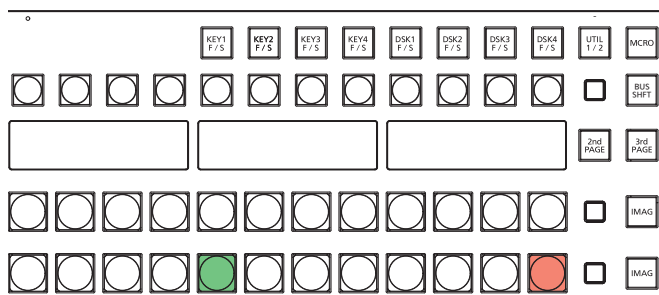 KEY1 F / S
KEY2 F / S
KEY3 F / S
KEY4 F / S
DSK1 F / S
DSK2 F / S
DSK3 F / S
DSK4 F / S
UTIL 1 / 2
MCRO
BUS SHFT
2nd PAGE
3rd PAGE
IMAG
IMAG